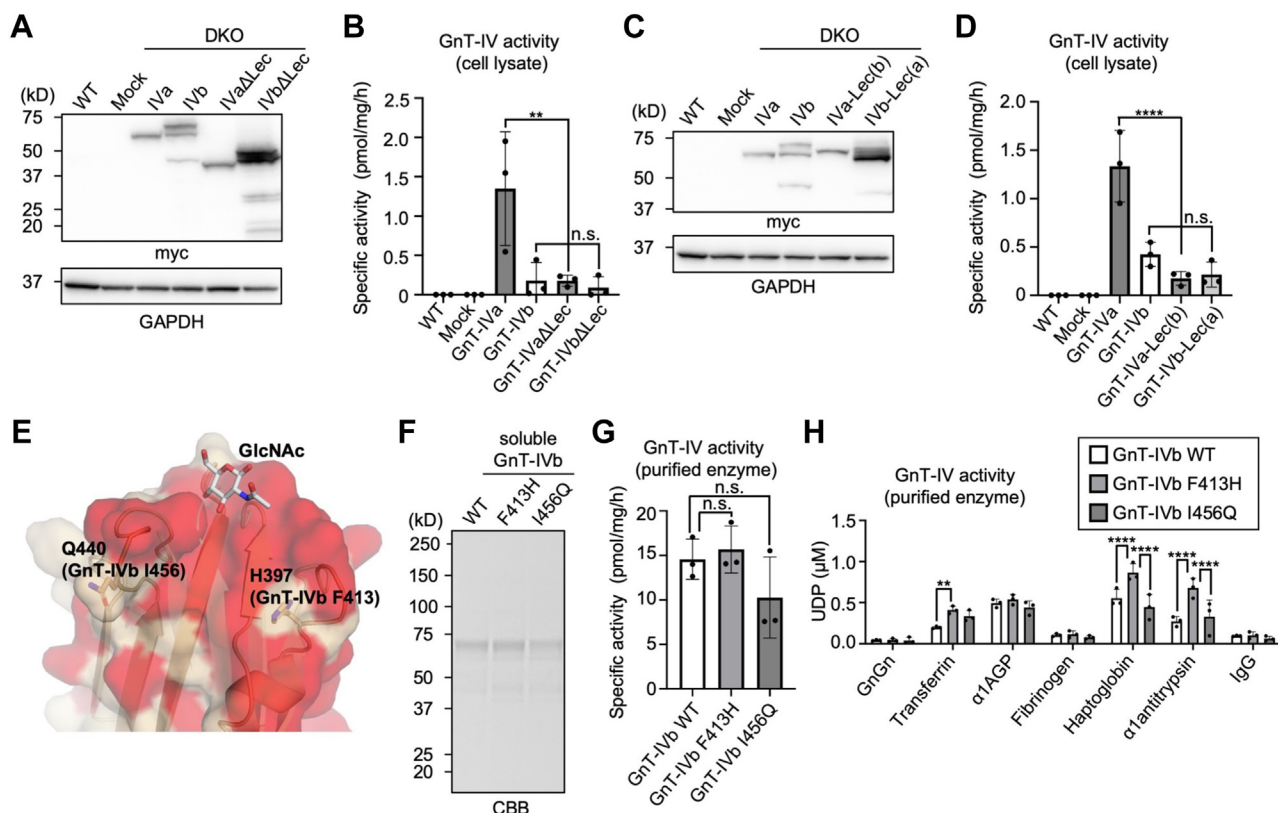 A
DKO
WT
Mock
IVa
IVb
IVaΔLec
IVbΔLec
(kD)
75
50
37
25
20
myc
37
GAPDH
B
GnT-IV activity
(cell lysate)
Specific activity (pmol/mg/h)
2.5
2.0
1.5
1.0
0.5
0
**
n.s.
WT
Mock
GnT-IVa
GnT-IVb
GnT-IVaΔLec
GnT-IVbΔLec
C
DKO
WT
Mock
IVa
IVb
IVa-Lec(b)
IVb-Lec(a)
(kD)
75
50
37
myc
37
GAPDH
D
GnT-IV activity
(cell lysate)
Specific activity (pmol/mg/h)
2.0
1.5
1.0
0.5
0
****
n.s.
WT
Mock
GnT-IVa
GnT-IVb
GnT-IVa-Lec(b)
GnT-IVb-Lec(a)
E
GlcNAc
Q440
(GnT-IVb I456)
H397
(GnT-IVb F413)
F
soluble
GnT-IVb
WT
F413H
I456Q
(kD)
250
150
100
75
50
37
25
20
CBB
G
GnT-IV activity
(purified enzyme)
Specific activity (pmol/mg/h)
20
15
10
5
0
n.s.
n.s.
GnT-IVb WT
GnT-IVb F413H
GnT-IVb I456Q
H
GnT-IV activity
(purified enzyme)
GnT-IVb WT
GnT-IVb F413H
GnT-IVb I456Q
UDP (µM)
1.5
1.0
0.5
0.0
**
****
****
****
****
GnGn
Transferrin
α1AGP
Fibrinogen
Haptoglobin
α1antitrypsin
IgG